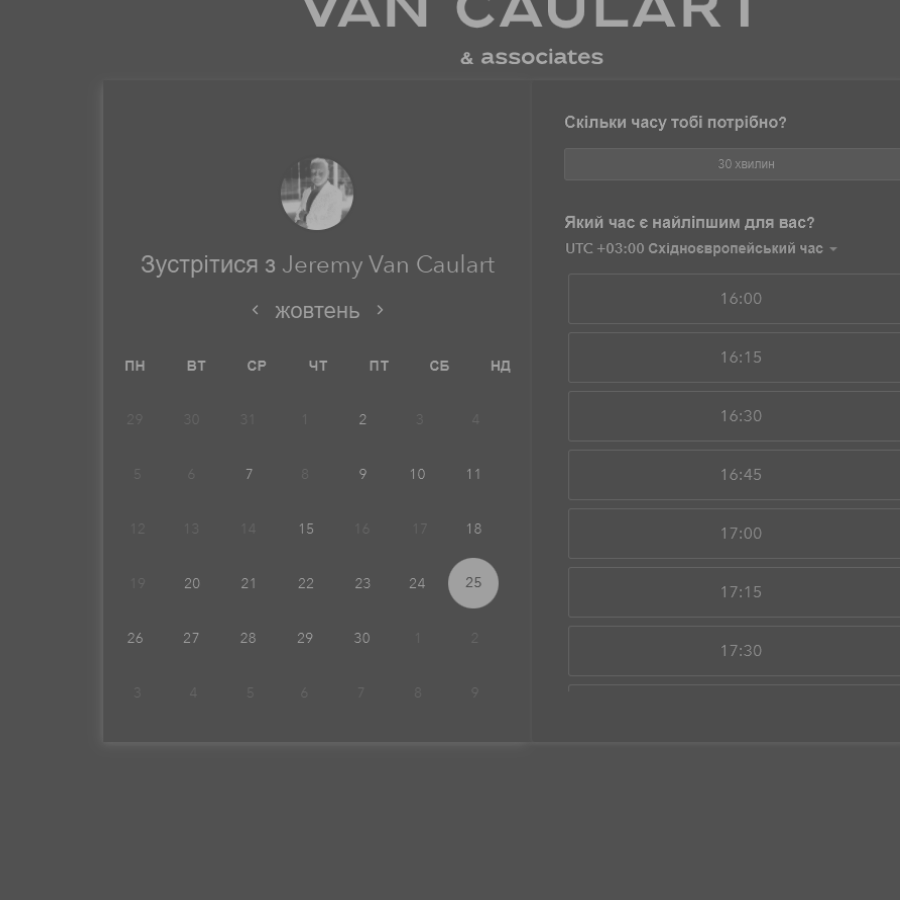 VAN CAULART
& associates
Зустрітися з Jeremy Van Caulart
жовтень
ПН ВТ СР ЧТ ПТ СБ НД
29 30 31 1 2 3 4
5 6 7 8 9 10 11
12 13 14 15 16 17 18
19 20 21 22 23 24 25
26 27 28 29 30 1 2
3 4 5 6 7 8 9
Скільки часу тобі потрібно?
30 хвилин
Який час є найліпшим для вас?
UTC +03:00 Східноєвропейський час
16:00
16:15
16:30
16:45
17:00
17:15
17:30